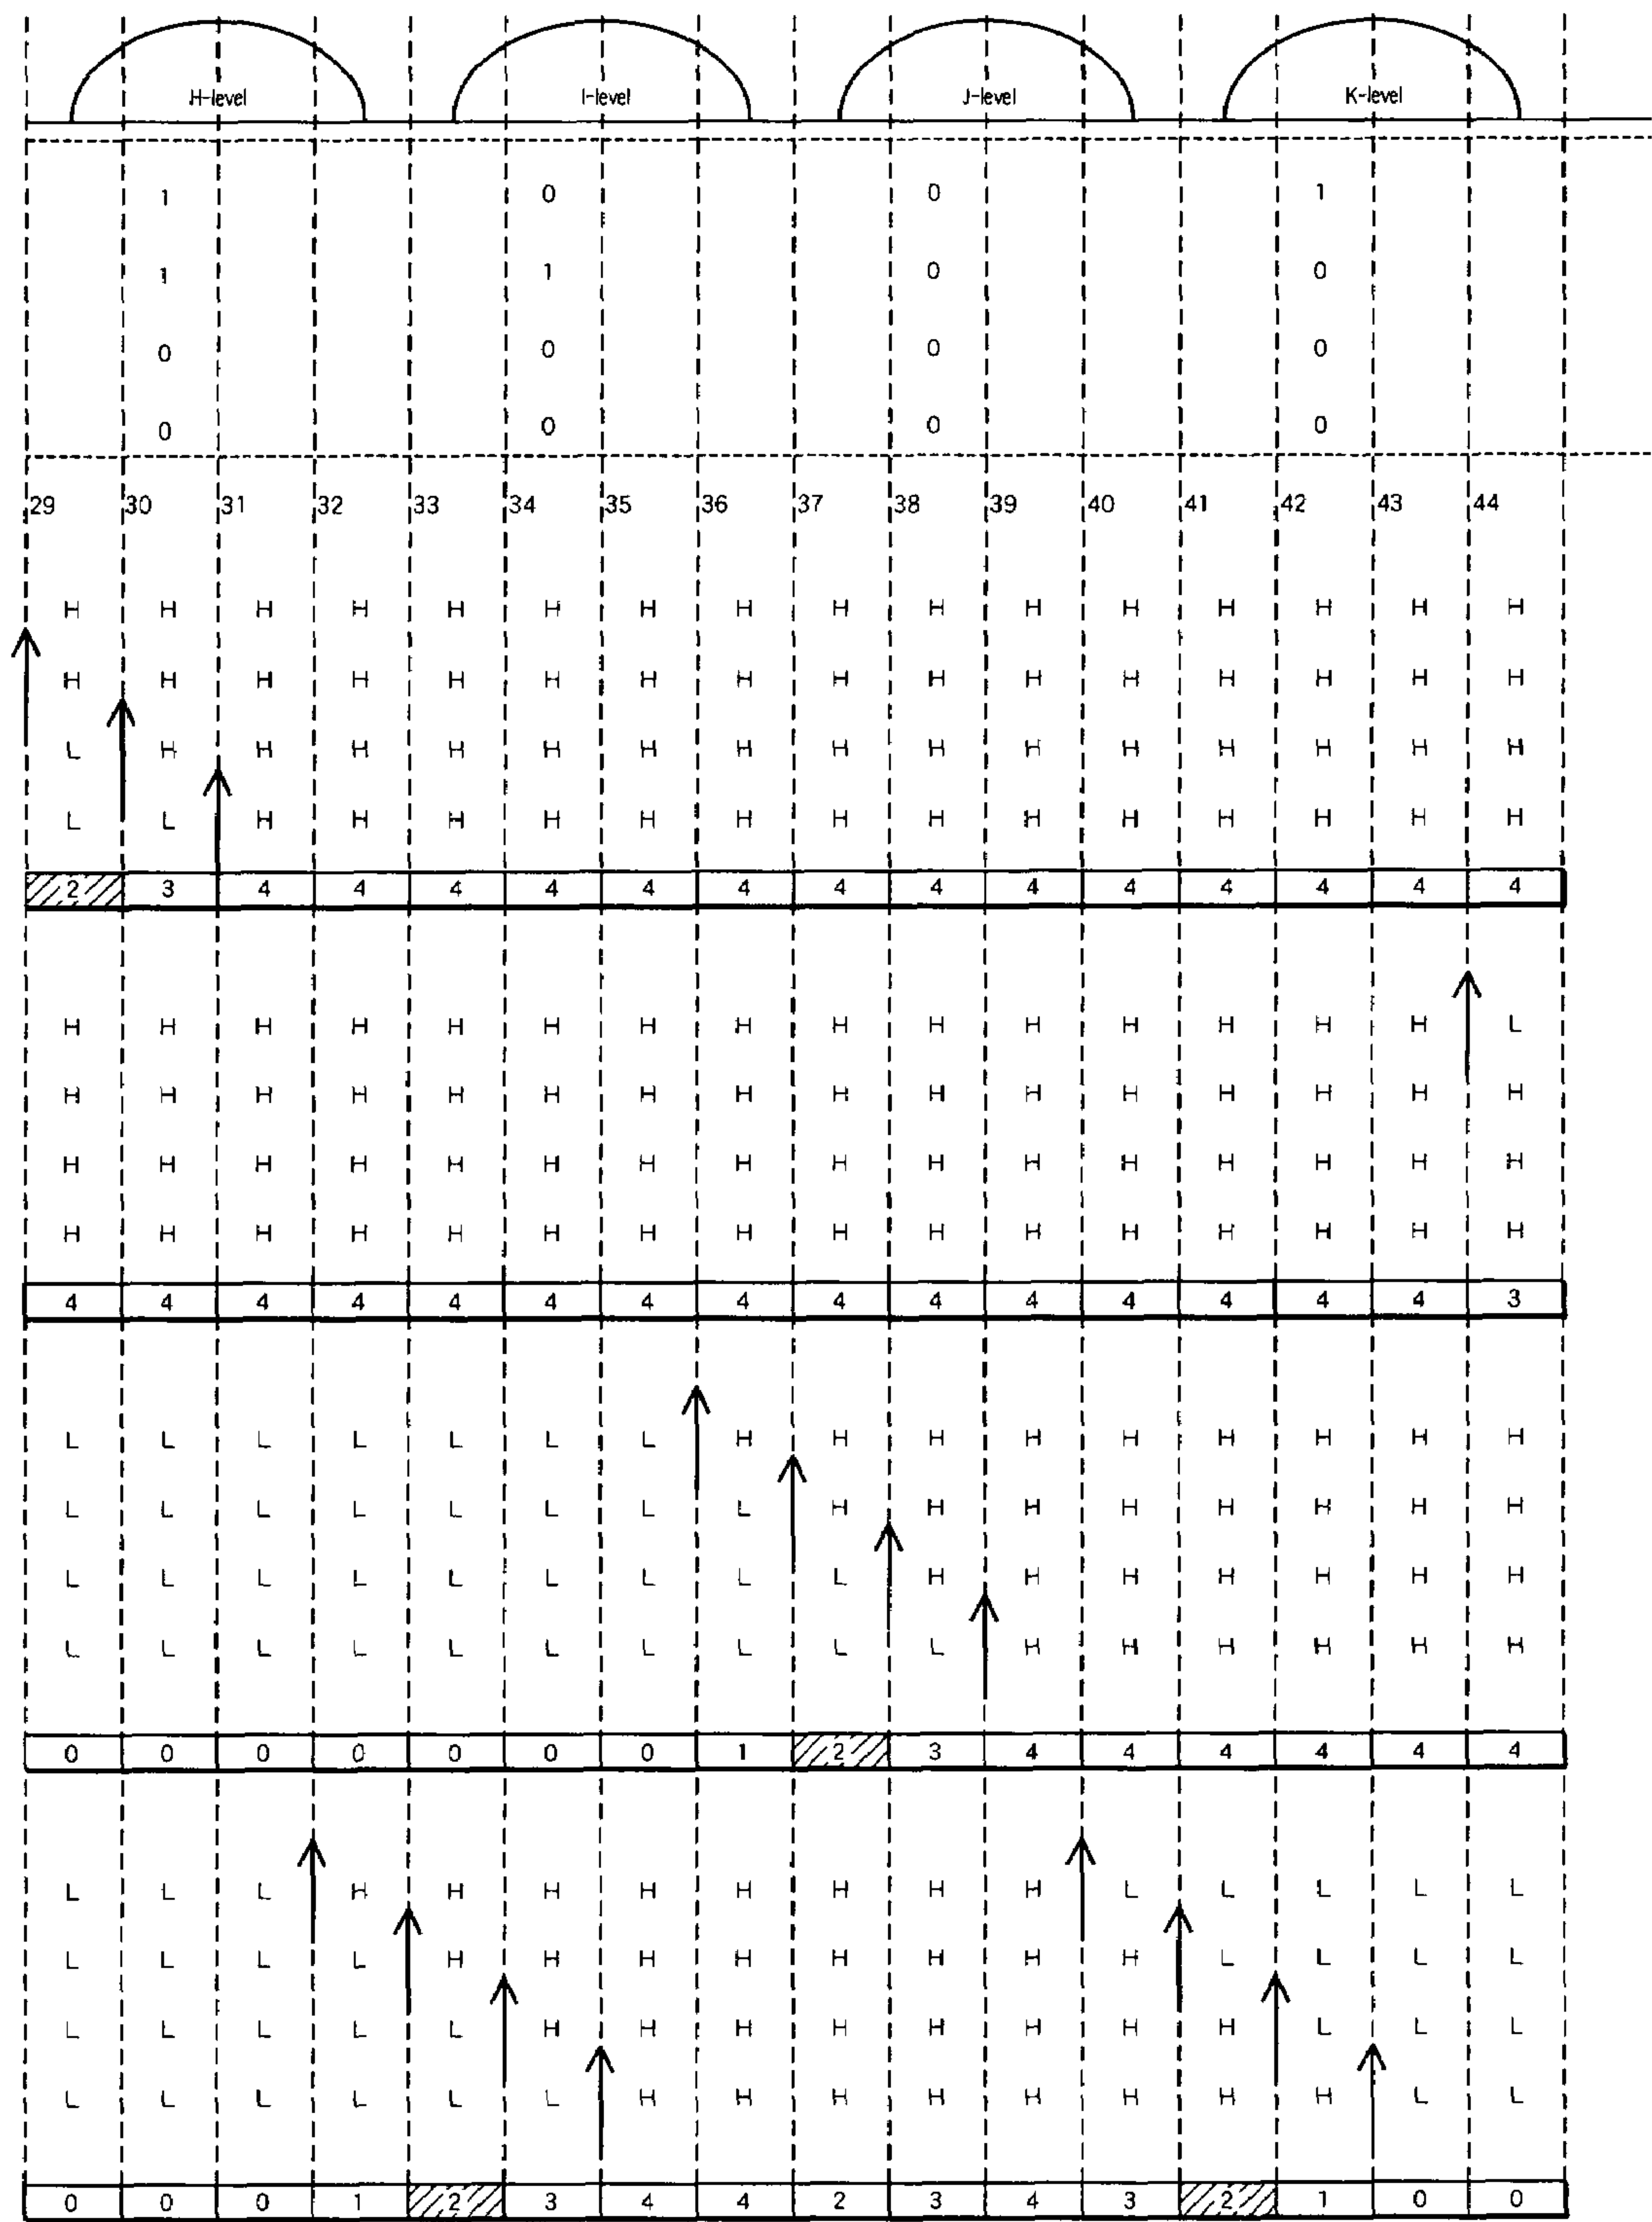 H-level I-level J-level K-level
1 0 0 1
1 1 0 0
0 0 0 0
0 0 0 0
29 30 31 32 33 34 35 36 37 38 39 40 41 42 43 44
H H H H H H H H H H H H H H H H
H H H H H H H H H H H H H H H H
L H H H H H H H H H H H H H H H
L L H H H H H H H H H H H H H H
2 3 4 4 4 4 4 4 4 4 4 4 4 4 4 4
H H H H H H H H H H H H H H H L
H H H H H H H H H H H H H H H H
H H H H H H H H H H H H H H H H
H H H H H H H H H H H H H H H H
4 4 4 4 4 4 4 4 4 4 4 4 4 4 4 3
L L L L L L L H H H H H H H H H
L L L L L L L L H H H H H H H H
L L L L L L L L L H H H H H H H
L L L L L L L L L L H H H H H H
0 0 0 0 0 0 0 1 2 3 4 4 4 4 4 4
L L L H H H H H H H H L L L L L
L L L L H H H H H H H H L L L L
L L L L L H H H H H H H H L L L
L L L L L L H H H H H H H H L L
0 0 0 1 2 3 4 4 2 3 4 3 2 1 0 0